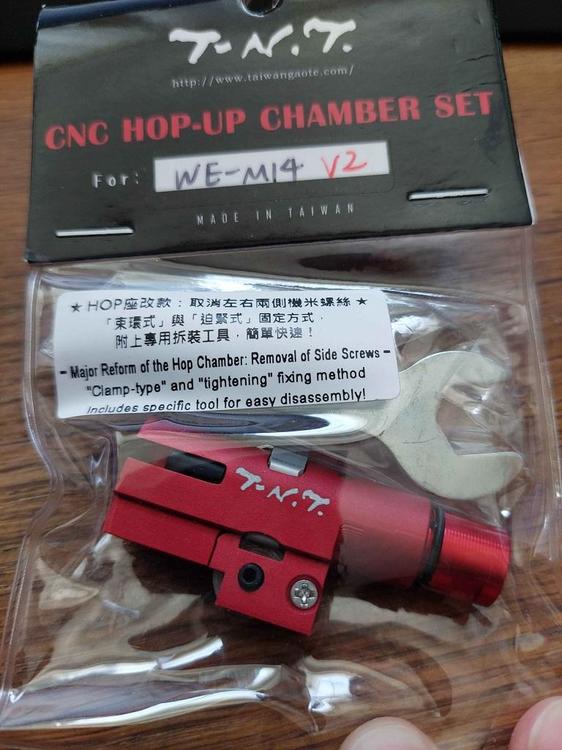 T-N.T.
http://www.taiwangaote.com/
CNC HOP-UP CHAMBER SET
For: WE-M14 V2
MADE IN TAIWAN
★ HOP座改款：取消左右兩側機米螺絲 ★
「束環式」與「迫緊式」固定方式，
附上專用拆裝工具，簡單快速！
- Major Reform of the Hop Chamber: Removal of Side Screws -
"Clamp-type" and "tightening" fixing method
Includes specific tool for easy disassembly!
T-N.T.